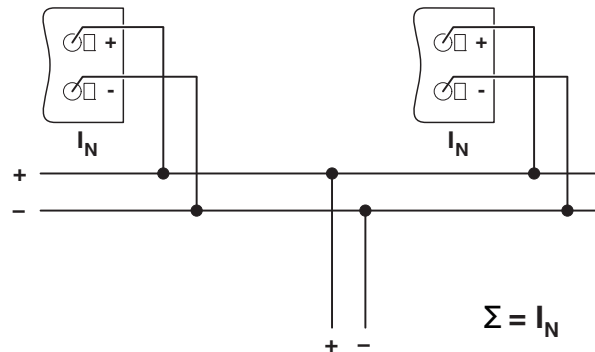 + +
- -
I_N I_N
+
–
+ –
Σ = I_N